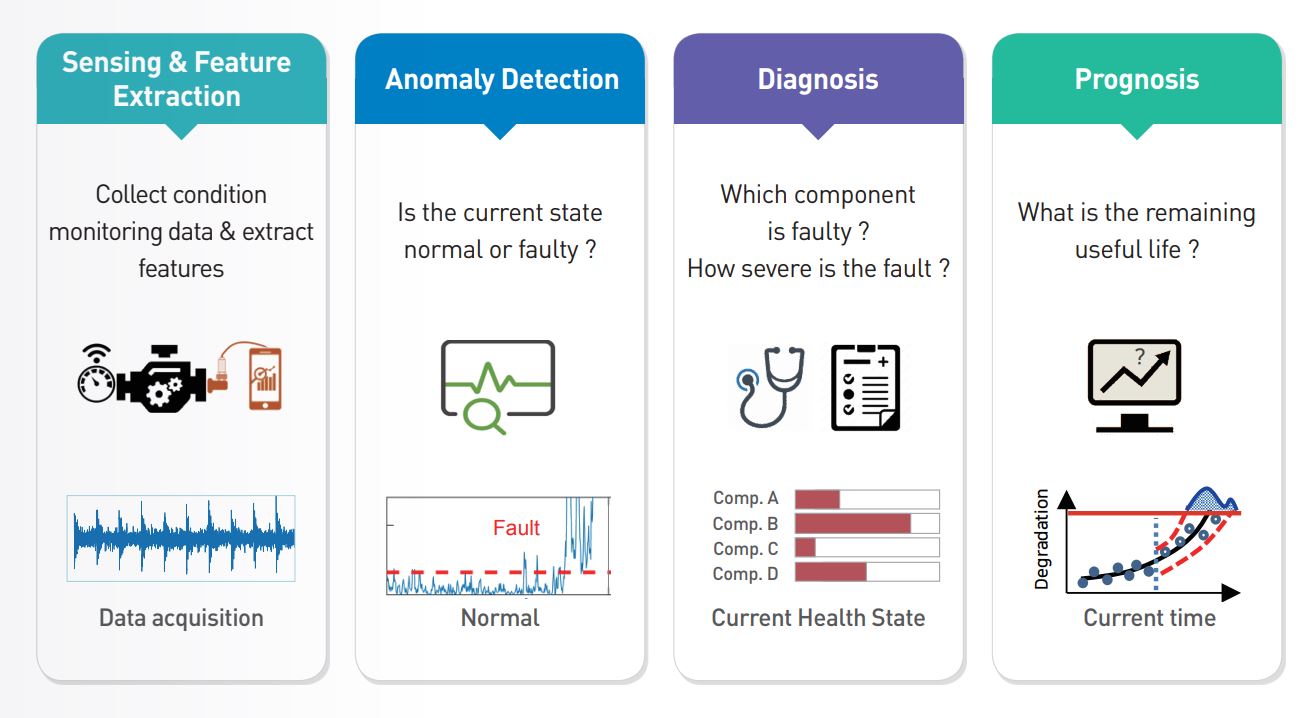 Sensing & Feature
Extraction
Collect condition
monitoring data & extract
features
Data acquisition
Anomaly Detection
Is the current state
normal or faulty ?
Fault
Normal
Diagnosis
Which component
is faulty ?
How severe is the fault ?
Comp. A
Comp. B
Comp. C
Comp. D
Current Health State
Prognosis
What is the remaining
useful life ?
?
Degradation
Current time